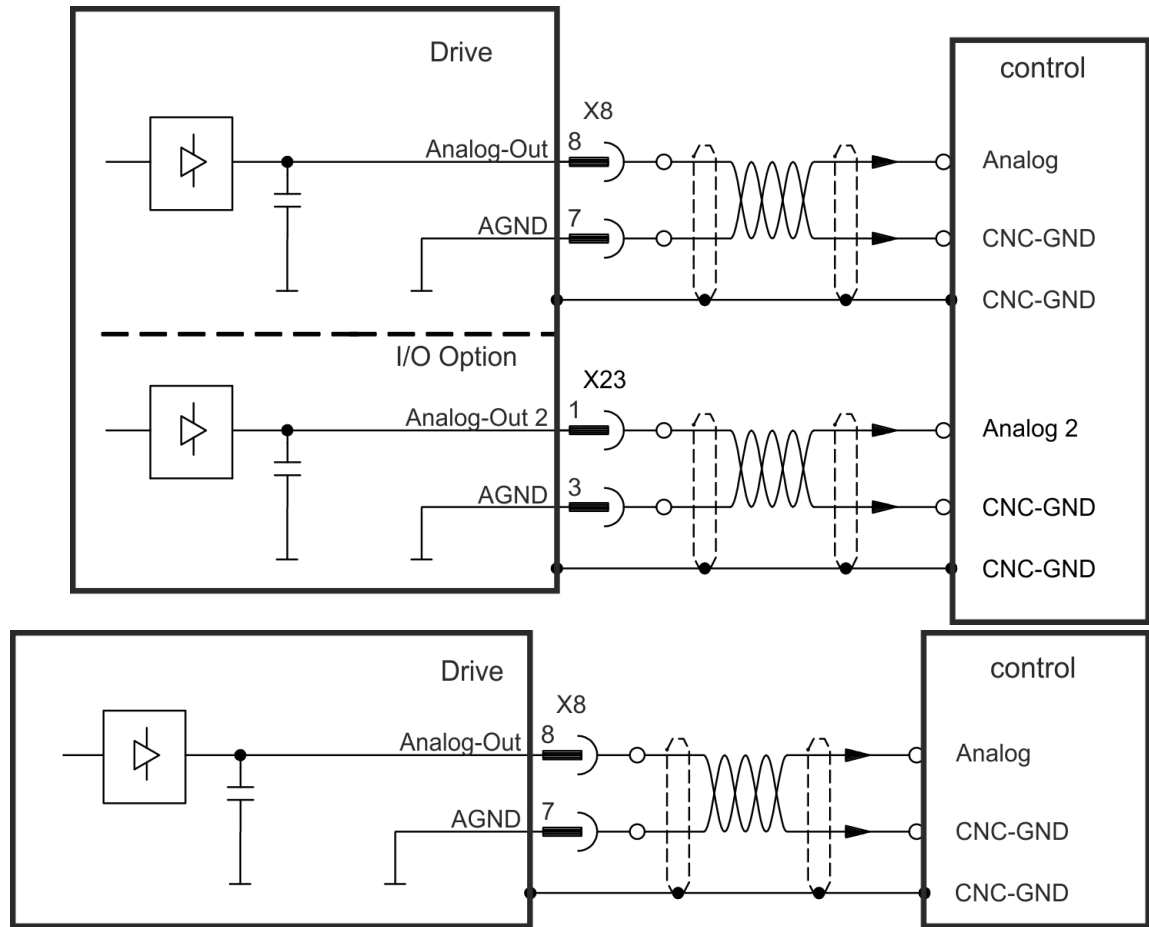 Drive
control
X8
8
Analog-Out
Analog
7
AGND
CNC-GND
CNC-GND
I/O Option
X23
1
Analog-Out 2
Analog 2
3
AGND
CNC-GND
CNC-GND
Drive
control
X8
8
Analog-Out
Analog
7
AGND
CNC-GND
CNC-GND